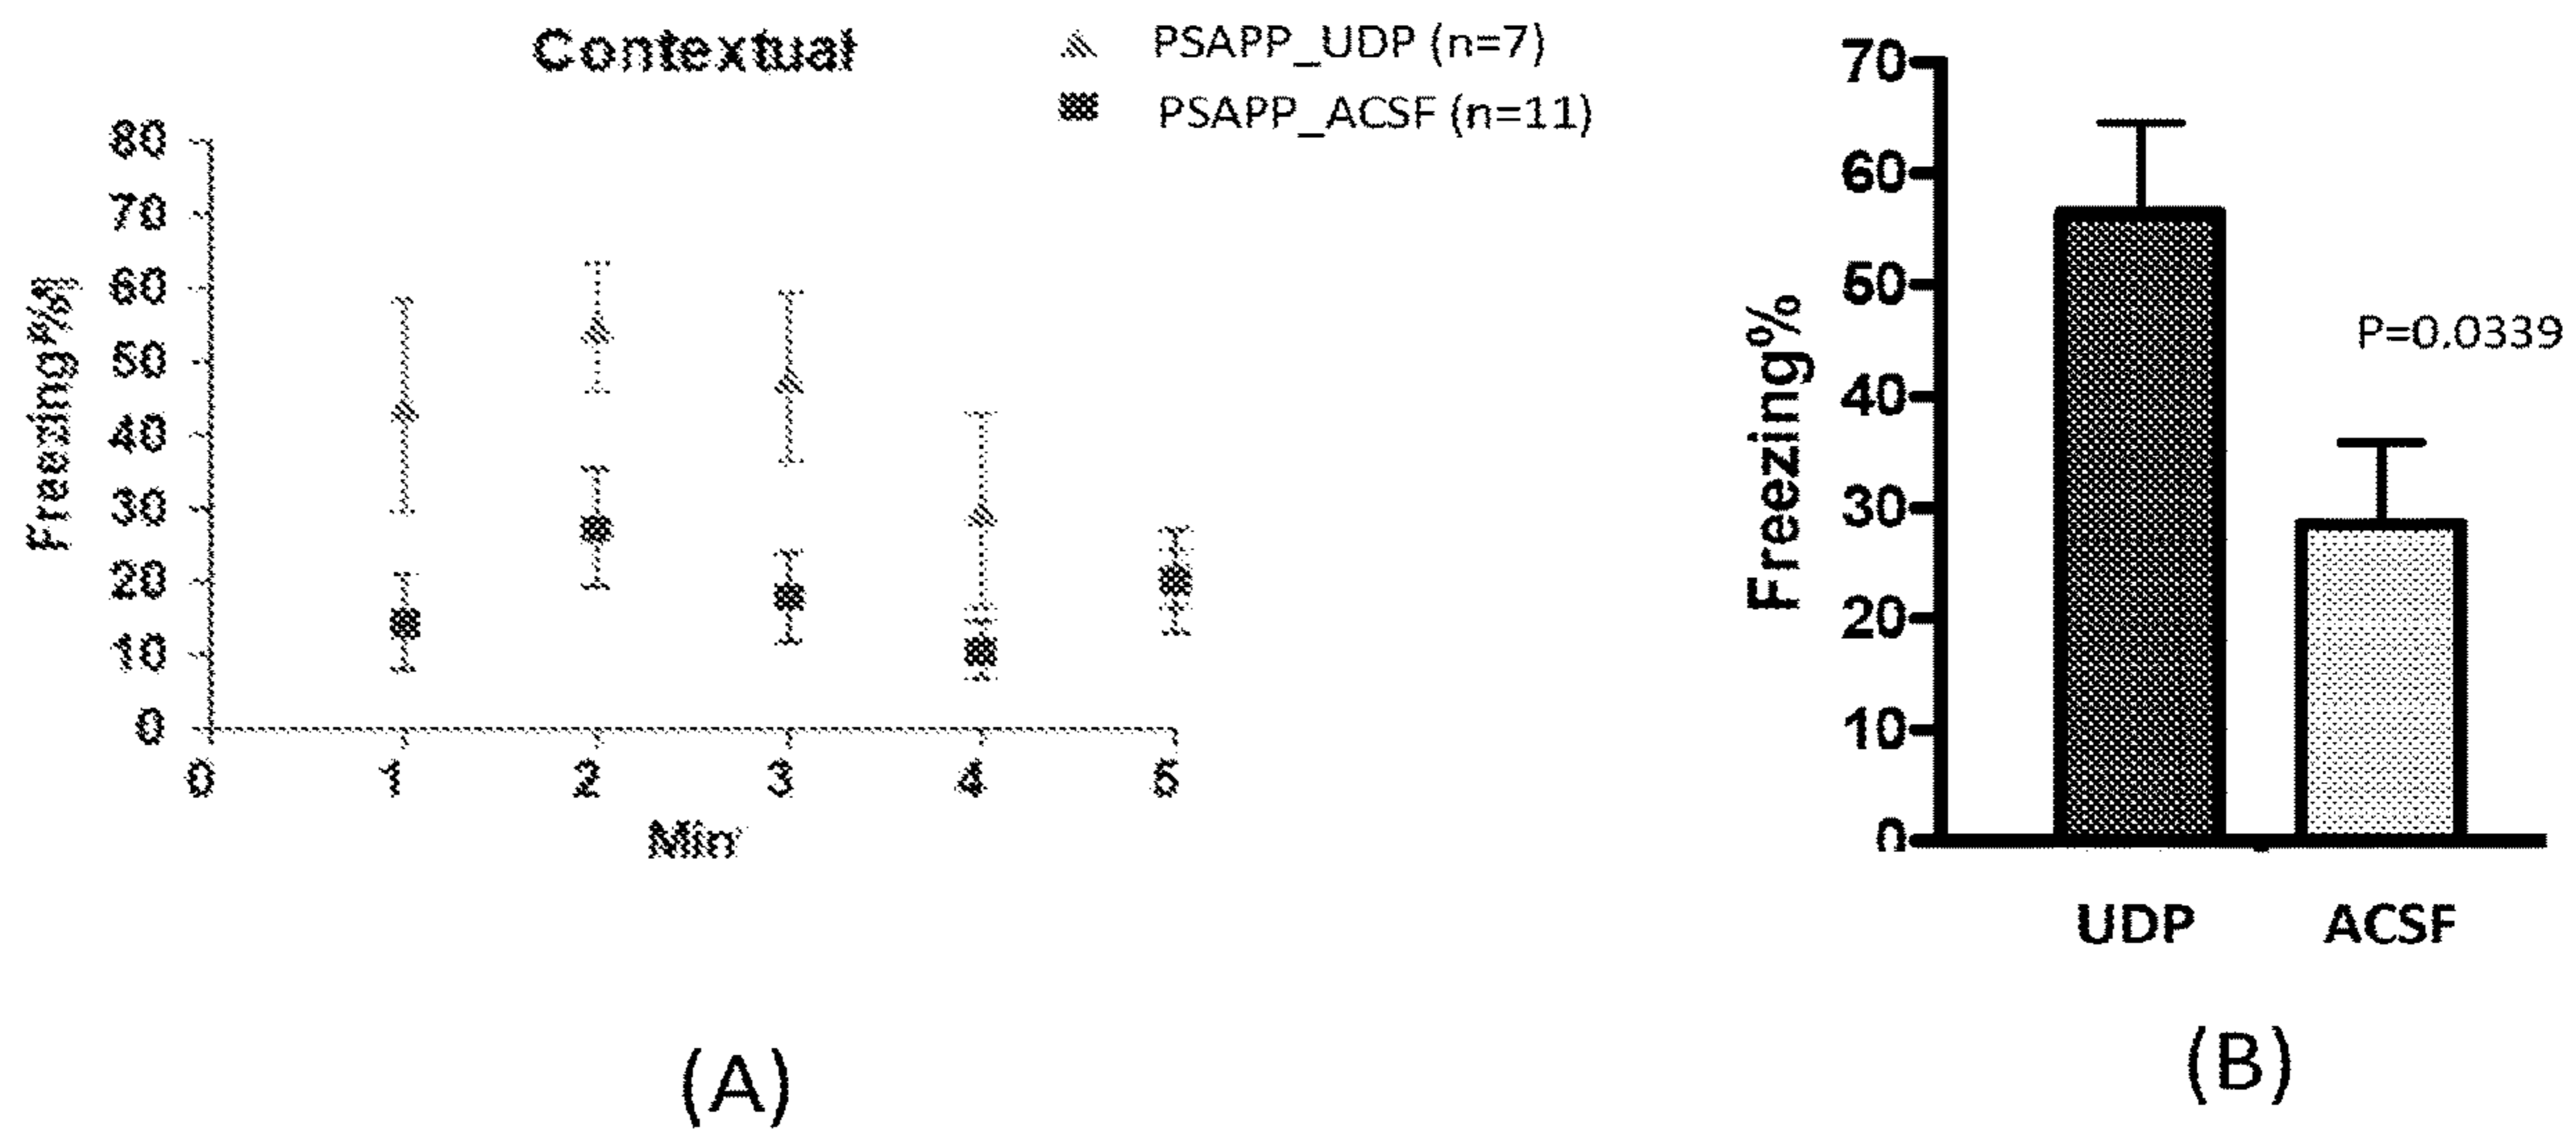 Contextual
PSAPP_UDP (n=7)
PSAPP_ACSF (n=11)
Freezing%
80
70
60
50
40
30
20
10
0
0 1 2 3 4 5
Min
(A)
Freezing%
70
60
50
40
30
20
10
0
P=0.0339
UDP ACSF
(B)